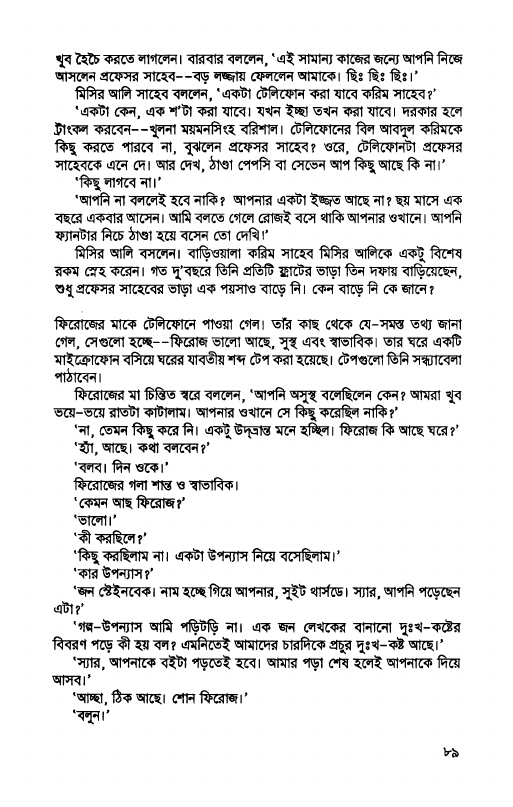 খুব হৈচৈ করতে লাগলেন। বারবার বললেন, ‘এই সামান্য কাজের জন্যে আপনি নিজে
আসলেন প্রফেসর সাহেব––বড় লজ্জায় ফেললেন আমাকে। ছিঃ ছিঃ ছিঃ।’
মিসির আলি সাহেব বললেন, ‘একটা টেলিফোন করা যাবে করিম সাহেব?’
‘একটা কেন, এক শ’টা করা যাবে। যখন ইচ্ছা তখন করা যাবে। দরকার হলে
ট্রাংকল করবেন––খুলনা ময়মনসিংহ বরিশাল। টেলিফোনের বিল আবদুল করিমকে
কিছু করতে পারবে না, বুঝলেন প্রফেসর সাহেব? ওরে, টেলিফোনটা প্রফেসর
সাহেবকে এনে দে। আর দেখ, ঠাণ্ডা পেপসি বা সেভেন আপ কিছু আছে কি না।’
‘কিছু লাগবে না।’
‘আপনি না বললেই হবে নাকি? আপনার একটা ইজ্জত আছে না? ছয় মাসে এক
বছরে একবার আসেন। আমি বলতে গেলে রোজই বসে থাকি আপনার ওখানে। আপনি
ফ্যানটার নিচে ঠাণ্ডা হয়ে বসেন তো দেখি!’
মিসির আলি বসলেন। বাড়িওয়ালা করিম সাহেব মিসির আলিকে একটু বিশেষ
রকম স্নেহ করেন। গত দু’বছরে তিনি প্রতিটি ফ্ল্যাটের ভাড়া তিন দফায় বাড়িয়েছেন,
শুধু প্রফেসর সাহেবের ভাড়া এক পয়সাও বাড়ে নি। কেন বাড়ে নি কে জানে?
ফিরোজের মাকে টেলিফোনে পাওয়া গেল। তাঁর কাছ থেকে যে–সমস্ত তথ্য জানা
গেল, সেগুলো হচ্ছে––ফিরোজ ভালো আছে, সুস্থ এবং স্বাভাবিক। তার ঘরে একটি
মাইক্রোফোন বসিয়ে ঘরের যাবতীয় শব্দ টেপ করা হয়েছে। টেপগুলো তিনি সন্ধ্যাবেলা
পাঠাবেন।
ফিরোজের মা চিন্তিত স্বরে বললেন, ‘আপনি অসুস্থ বলেছিলেন কেন? আমরা খুব
ভয়ে–ভয়ে রাতটা কাটালাম। আপনার ওখানে সে কিছু করেছিল নাকি?’
‘না, তেমন কিছু করে নি। একটু উদ্‌ভ্রান্ত মনে হচ্ছিল। ফিরোজ কি আছে ঘরে?’
‘হ্যাঁ, আছে। কথা বলবেন?’
‘বলব। দিন ওকে।’
ফিরোজের গলা শান্ত ও স্বাভাবিক।
‘কেমন আছ ফিরোজ?’
‘ভালো।’
‘কী করছিলে?’
‘কিছু করছিলাম না। একটা উপন্যাস নিয়ে বসেছিলাম।’
‘কার উপন্যাস?’
‘জন স্টেইনবেক। নাম হচ্ছে গিয়ে আপনার, সুইট থার্সডে। স্যার, আপনি পড়েছেন
এটা?’
‘গল্প–উপন্যাস আমি পড়িটড়ি না। এক জন লেখকের বানানো দুঃখ–কষ্টের
বিবরণ পড়ে কী হয় বল? এমনিতেই আমাদের চারদিকে প্রচুর দুঃখ–কষ্ট আছে।’
‘স্যার, আপনাকে বইটা পড়তেই হবে। আমার পড়া শেষ হলেই আপনাকে দিয়ে
আসব।’
‘আচ্ছা, ঠিক আছে। শোন ফিরোজ।’
‘বলুন।’
৮৯